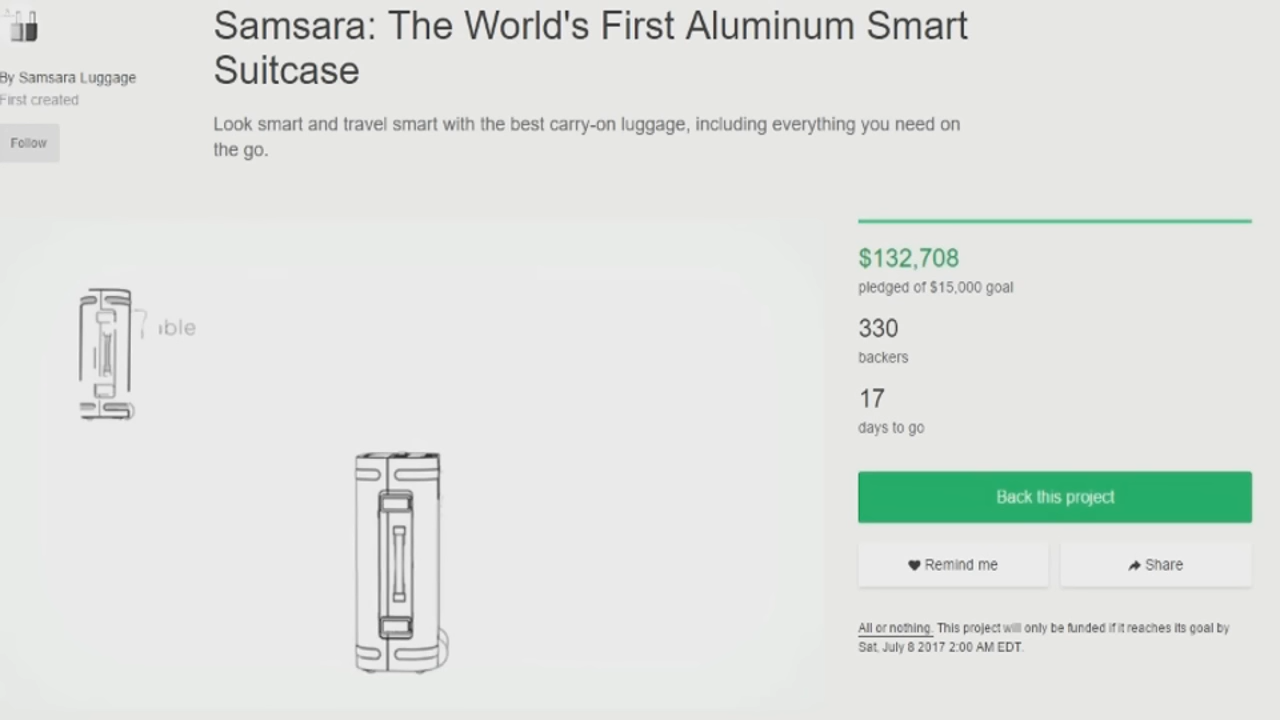 Samsara: The World's First Aluminum Smart
Suitcase
By Samsara Luggage
First created
Follow
Look smart and travel smart with the best carry-on luggage, including everything you need on
the go.
ible
$132,708
pledged of $15,000 goal
330
backers
17
days to go
Back this project
Remind me
Share
All or nothing. This project will only be funded if it reaches its goal by
Sat, July 8 2017 2:00 AM EDT.